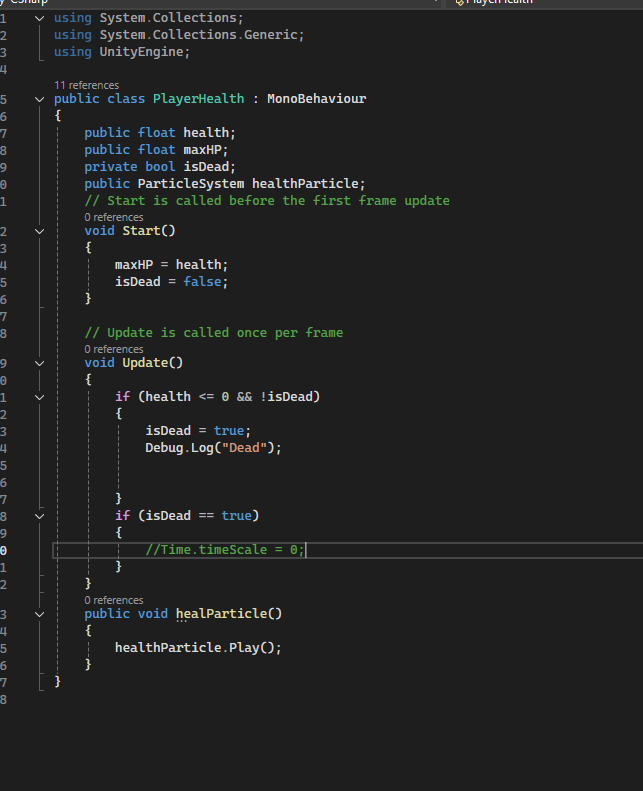 CSharp PlayerHealth
1 using System.Collections;
2 using System.Collections.Generic;
3 using UnityEngine;
4
11 references
5 public class PlayerHealth : MonoBehaviour
6 {
7 public float health;
8 public float maxHP;
9 private bool isDead;
0 public ParticleSystem healthParticle;
1 // Start is called before the first frame update
0 references
2 void Start()
3 {
4 maxHP = health;
5 isDead = false;
6 }
7
8 // Update is called once per frame
0 references
9 void Update()
0 {
1 if (health <= 0 && !isDead)
2 {
3 isDead = true;
4 Debug.Log("Dead");
5
6
7 }
8 if (isDead == true)
9 {
0 //Time.timeScale = 0;
1 }
2 }
0 references
3 public void healParticle()
4 {
5 healthParticle.Play();
6 }
7 }
8